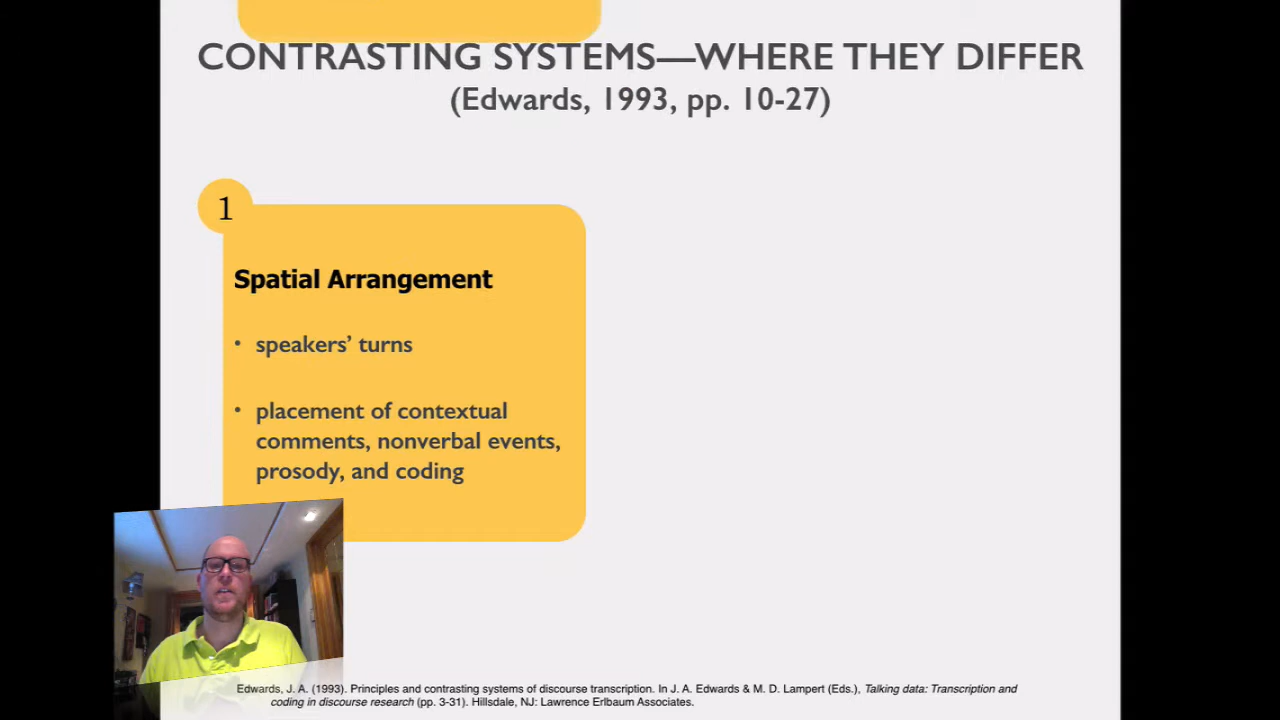 CONTRASTING SYSTEMS—WHERE THEY DIFFER
(Edwards, 1993, pp. 10-27)
1
Spatial Arrangement
• speakers’ turns
• placement of contextual
comments, nonverbal events,
prosody, and coding
Edwards, J. A. (1993). Principles and contrasting systems of discourse transcription. In J. A. Edwards & M. D. Lampert (Eds.), Talking data: Transcription and
coding in discourse research (pp. 3-31). Hillsdale, NJ: Lawrence Erlbaum Associates.